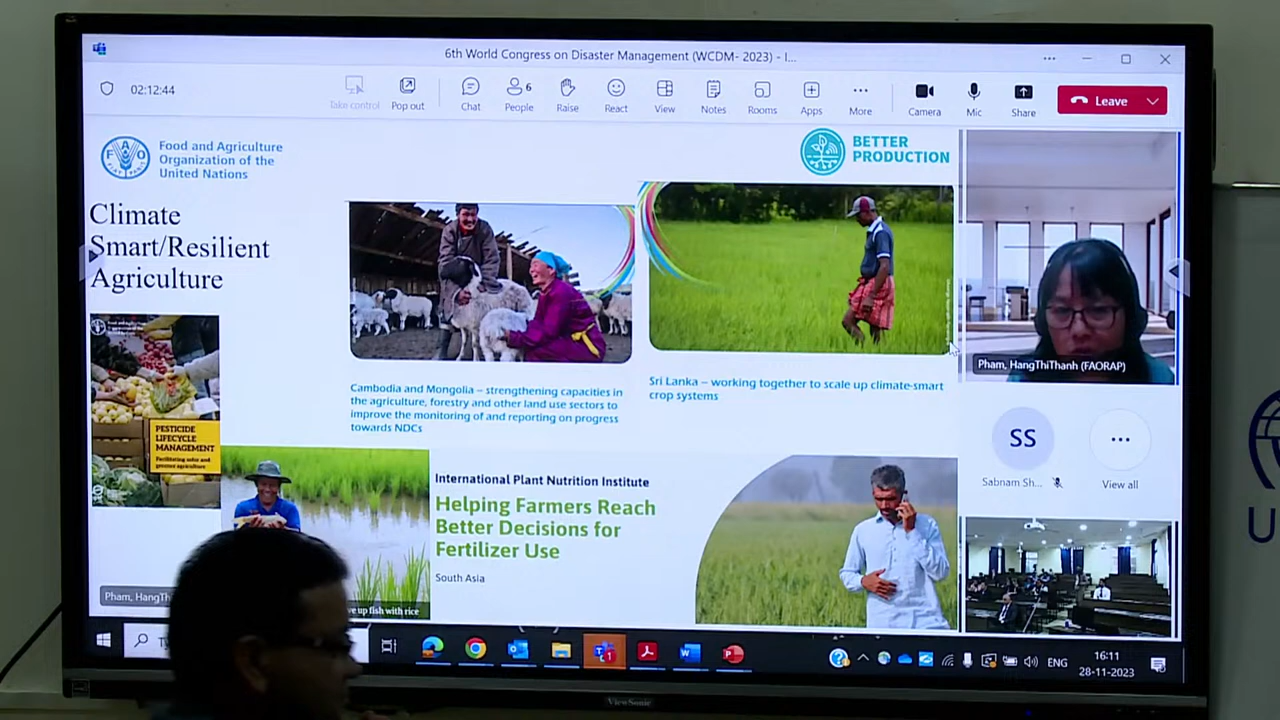 6th World Congress on Disaster Management (WCDM- 2023) - I...
02:12:44
Take control
Pop out
Chat
People
6
Raise
React
View
Notes
Rooms
Apps
More
Camera
Mic
Share
Leave
FAO
Food and Agriculture
Organization of the
United Nations
BETTER
PRODUCTION
Climate
Smart/Resilient
Agriculture
Cambodia and Mongolia – strengthening capacities in
the agriculture, forestry and other land use sectors to
improve the monitoring of and reporting on progress
towards NDCs
Sri Lanka – working together to scale up climate-smart
crop systems
PESTICIDE
LIFECYCLE
MANAGEMENT
International Plant Nutrition Institute
Helping Farmers Reach
Better Decisions for
Fertilizer Use
South Asia
up fish with rice
Pham, HangTh
Pham, HangThiThanh (FAORAP)
SS
Sabnam Sh...
View all
ENG
16:11
28-11-2023
ViewSonic
U